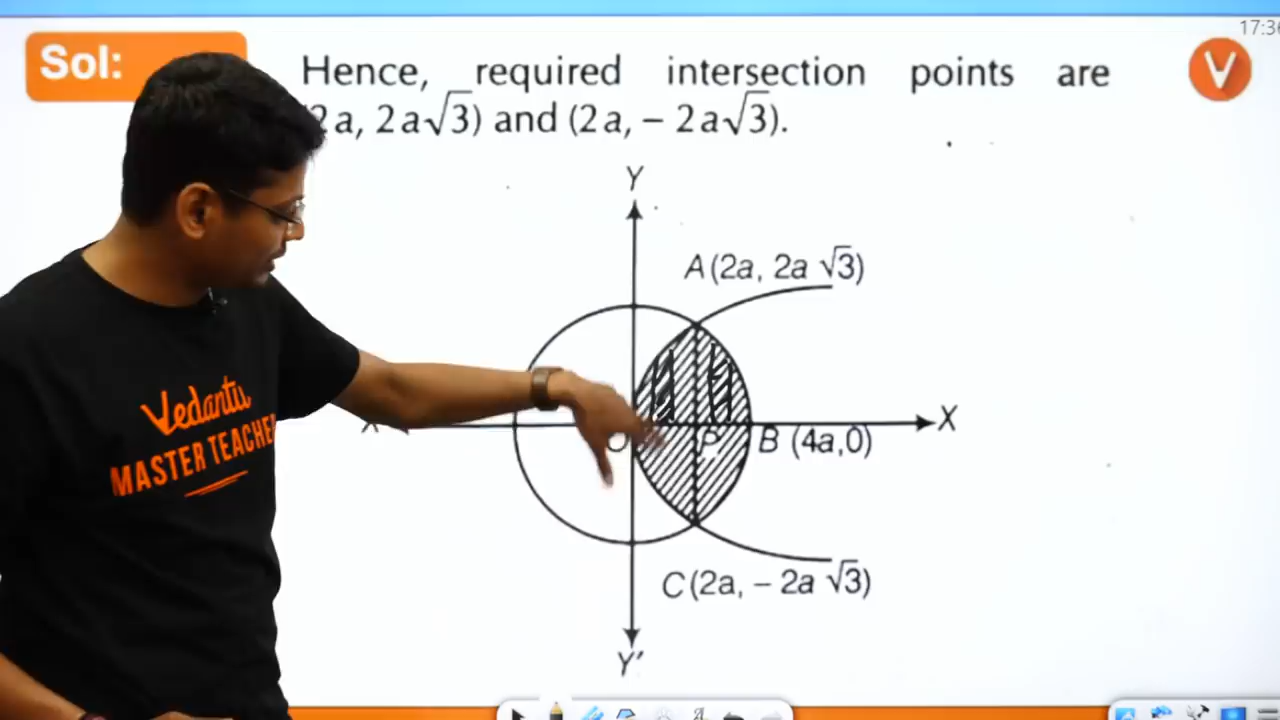 17:36
Sol:
V
Hence, required intersection points are
2a, 2a√3) and (2a, – 2a√3).
Y
A(2a, 2a √3)
X
P
B (4a,0)
C(2a, – 2a √3)
Y'
Vedantu
MASTER TEACHER